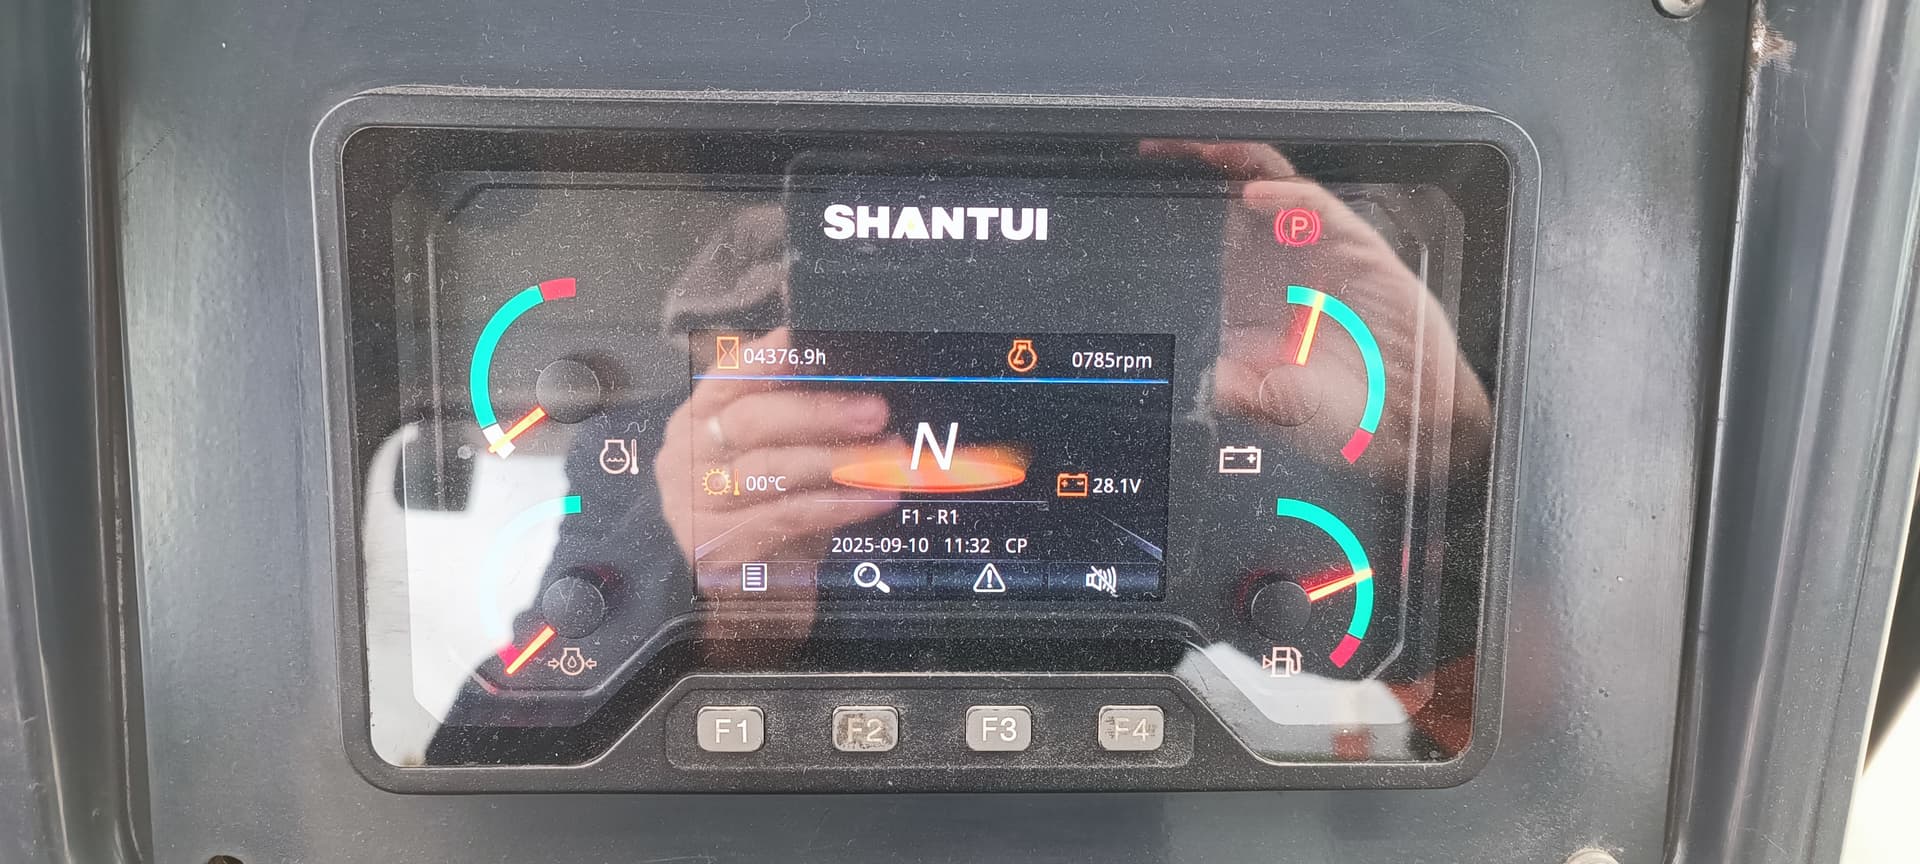 SHANTUI
P
04376.9h 0785rpm
N
00℃ 28.1V
F1 - R1
2025-09-10 11:32 CP
F1 F2 F3 F4